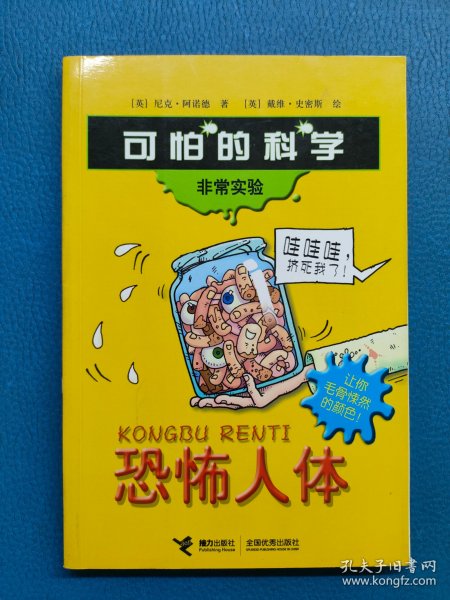 [英] 尼克·阿诺德 著 [英] 戴维·史密斯 绘
可怕的科学
非常实验
哇哇哇，
挤死我了！
让你
毛骨悚然
的颜色！
KONGBU RENTI
恐怖人体
接力出版社
Publishing House
全国优秀出版社
孔夫子旧书网
www.kongfz.com